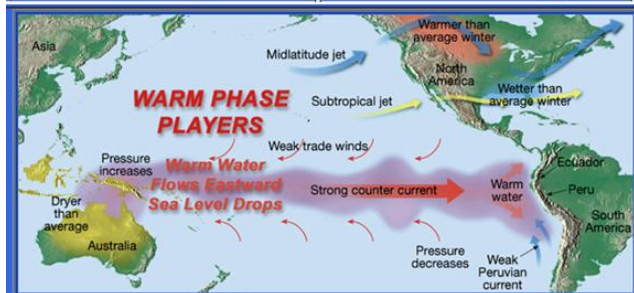 Asia
Midlatitude jet
Warmer than
average winter
North
America
Wetter than
average winter
Subtropical jet
WARM PHASE
PLAYERS
Weak trade winds
Pressure
increases
Warm Water
Flows Eastward
Sea Level Drops
Strong counter current
Warm
water
Ecuador
Peru
South
America
Dryer
than
average
Australia
Pressure
decreases
Weak
Peruvian
current